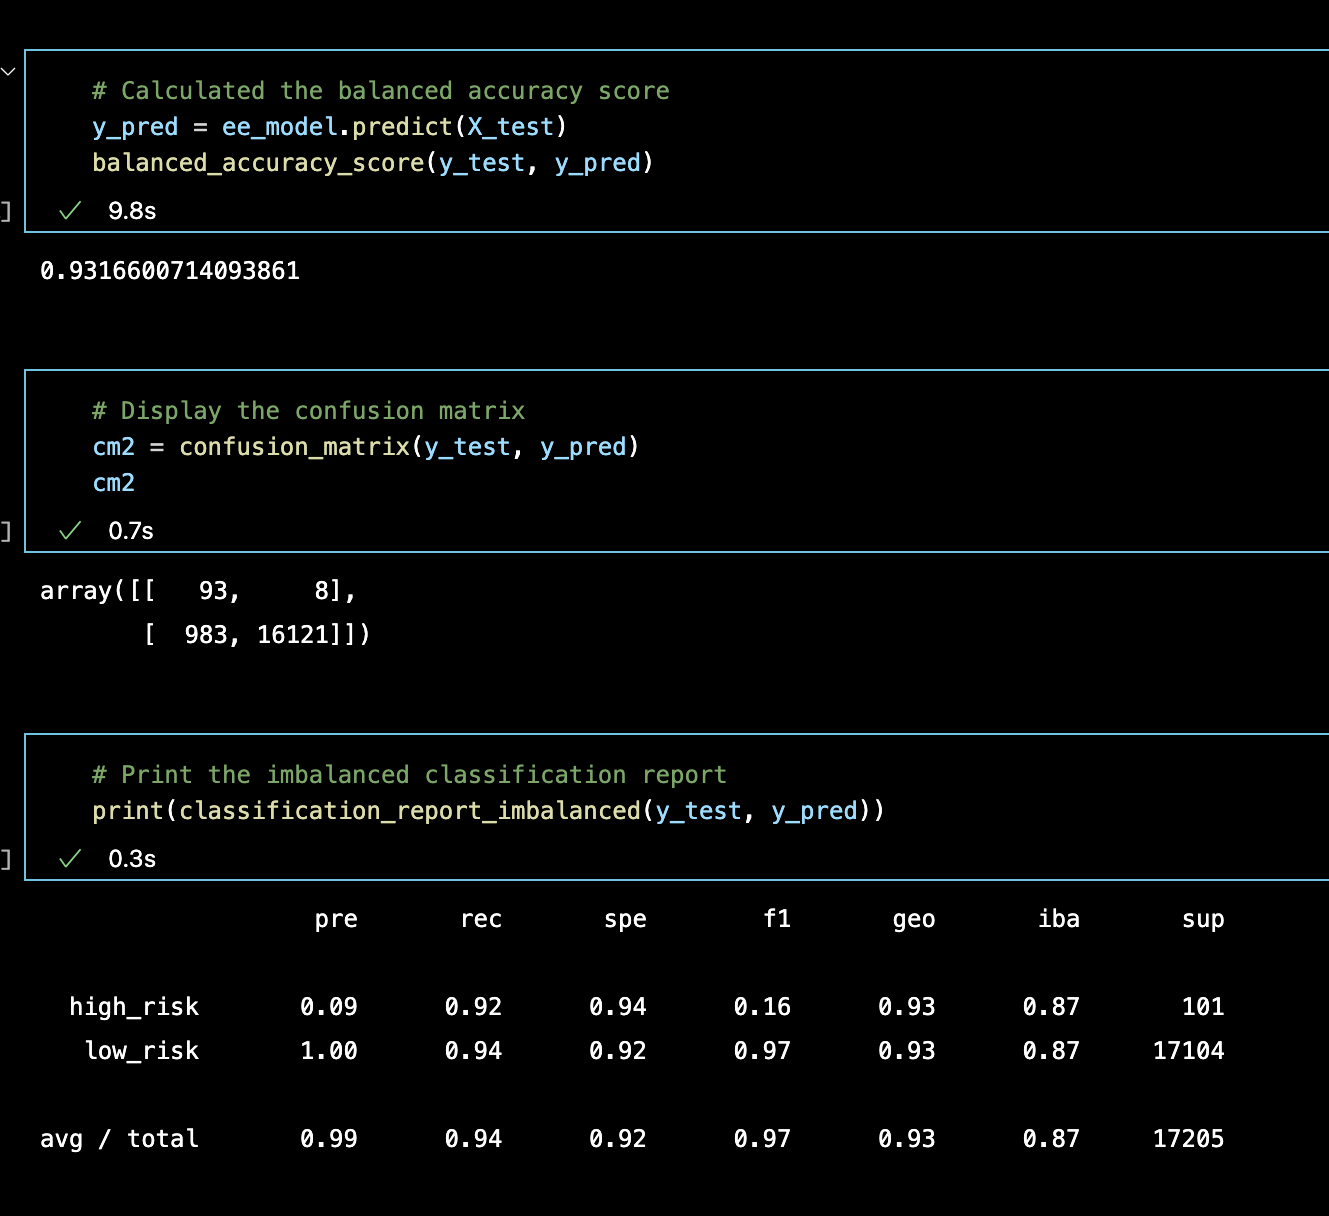 # Calculated the balanced accuracy score
y_pred = ee_model.predict(X_test)
balanced_accuracy_score(y_test, y_pred)
] ✓ 9.8s
0.9316600714093861
# Display the confusion matrix
cm2 = confusion_matrix(y_test, y_pred)
cm2
] ✓ 0.7s
array([[   93,     8],
       [  983, 16121]])
# Print the imbalanced classification report
print(classification_report_imbalanced(y_test, y_pred))
] ✓ 0.3s
pre       rec       spe        f1       geo       iba       sup
high_risk       0.09      0.92      0.94      0.16      0.93      0.87       101
low_risk       1.00      0.94      0.92      0.97      0.93      0.87     17104
avg / total       0.99      0.94      0.92      0.97      0.93      0.87     17205